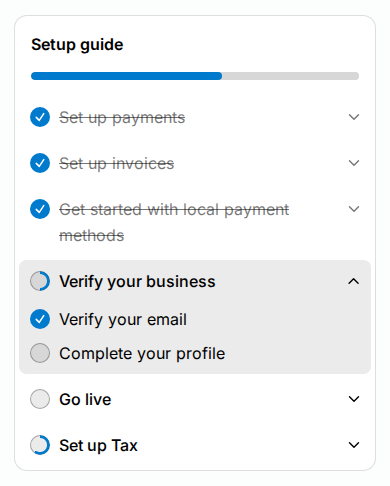 Setup guide
Set up payments
Set up invoices
Get started with local payment
methods
Verify your business
Verify your email
Complete your profile
Go live
Set up Tax